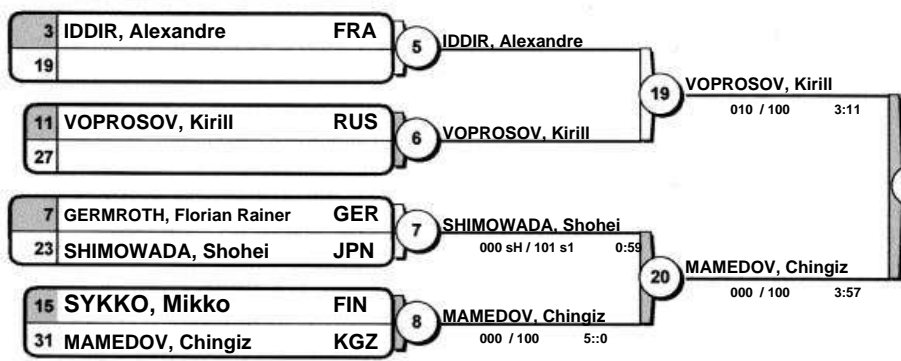 3 IDDIR, Alexandre FRA
19
5
IDDIR, Alexandre
11 VOPROSOV, Kirill RUS
27
6
VOPROSOV, Kirill
19
VOPROSOV, Kirill
010 / 100 3:11
7 GERMROTH, Florian Rainer GER
23 SHIMOWADA, Shohei JPN
7
SHIMOWADA, Shohei
000 sH / 101 s1 0:59
15 SYKKO, Mikko FIN
31 MAMEDOV, Chingiz KGZ
8
MAMEDOV, Chingiz
000 / 100 5::0
20
MAMEDOV, Chingiz
000 / 100 3:57